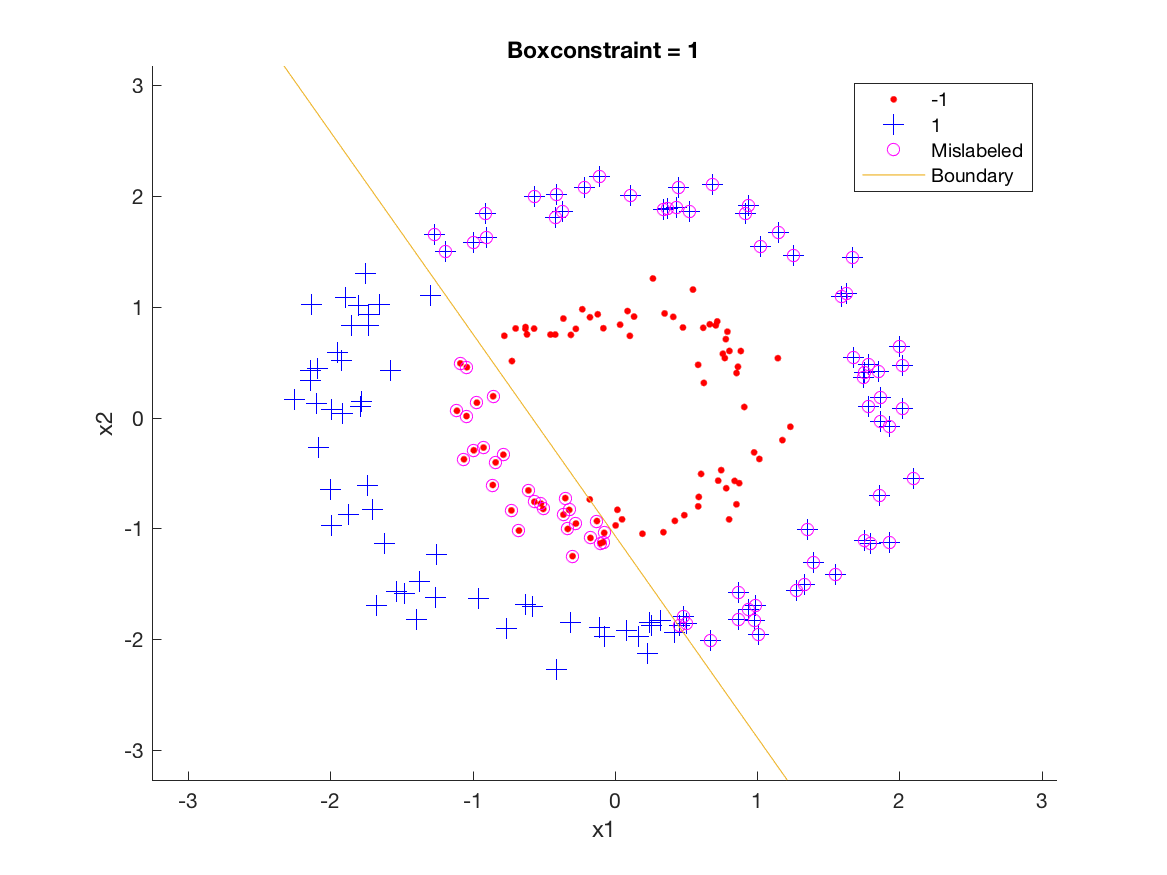 Boxconstraint = 1
-1
1
Mislabeled
Boundary
3
2
1
0
-1
-2
-3
x2
-3 -2 -1 0 1 2 3
x1